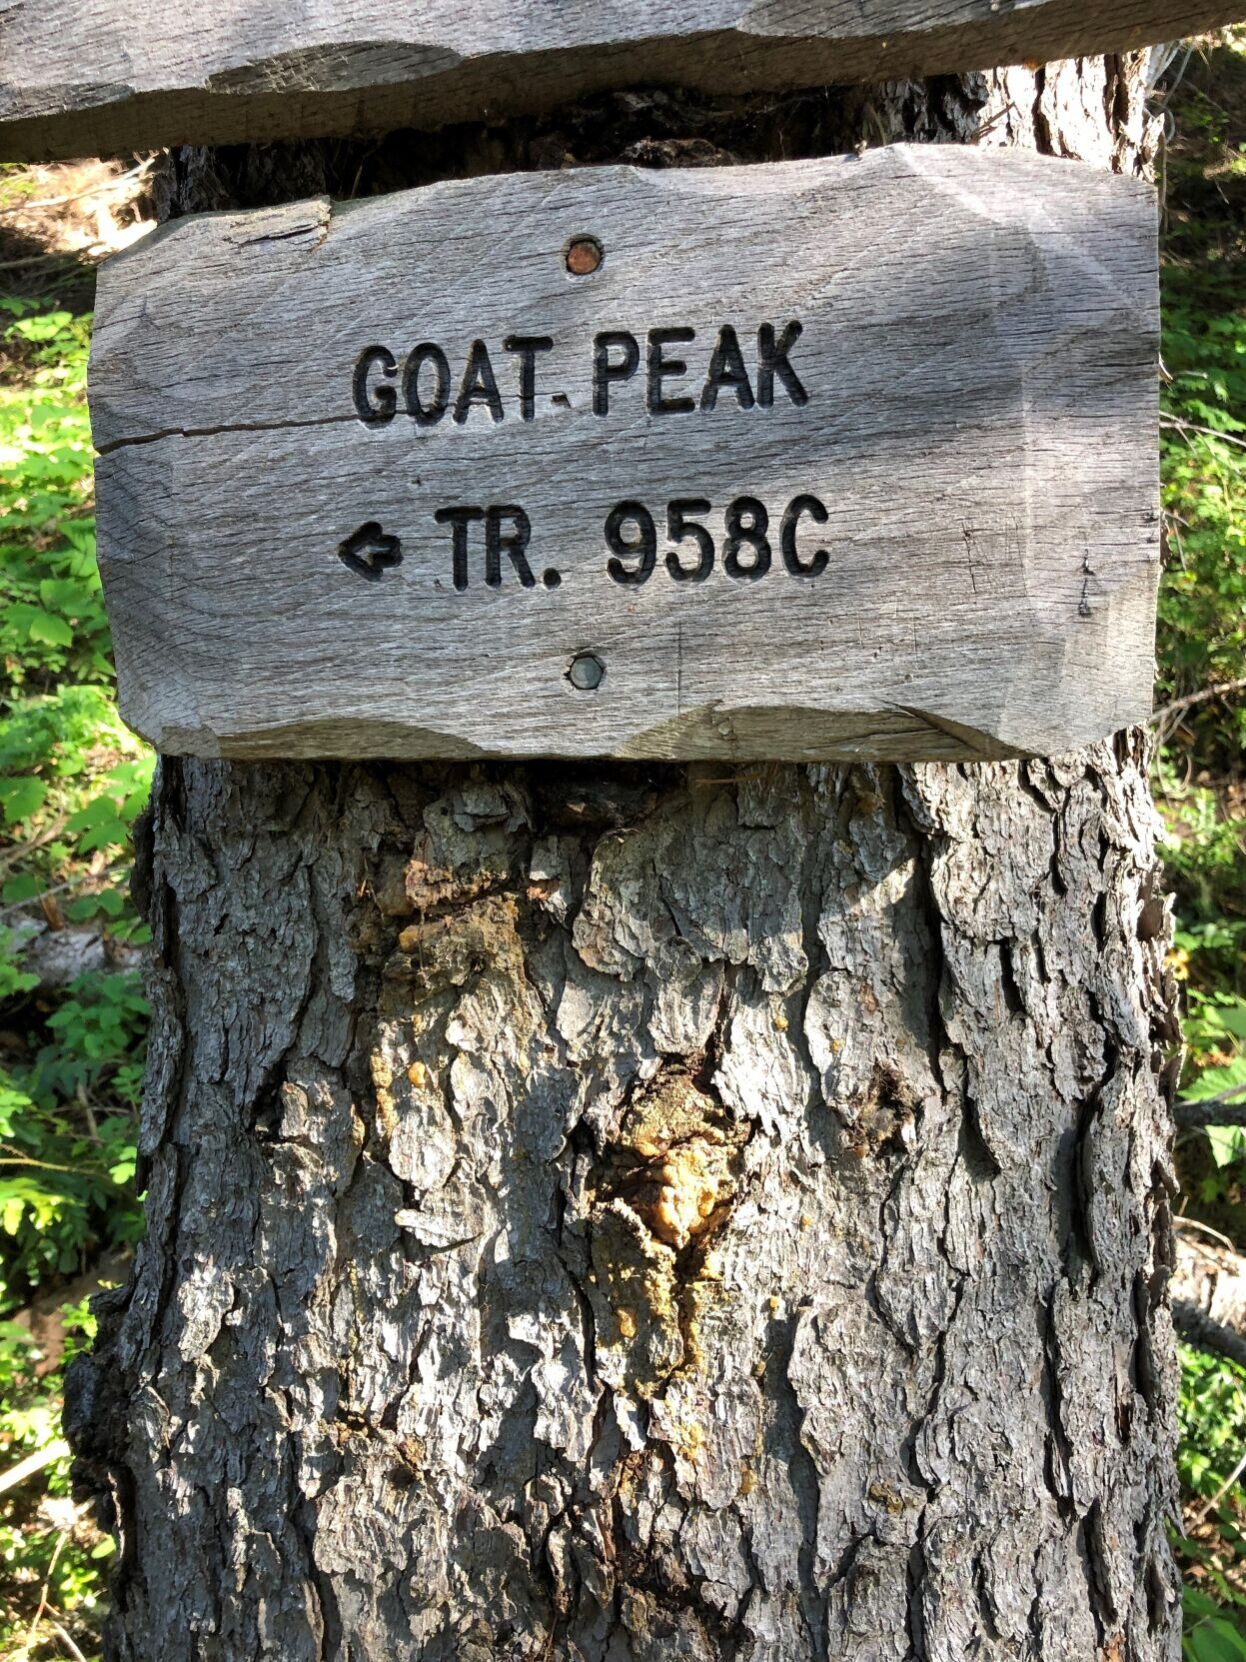 GOAT PEAK
← TR. 958C